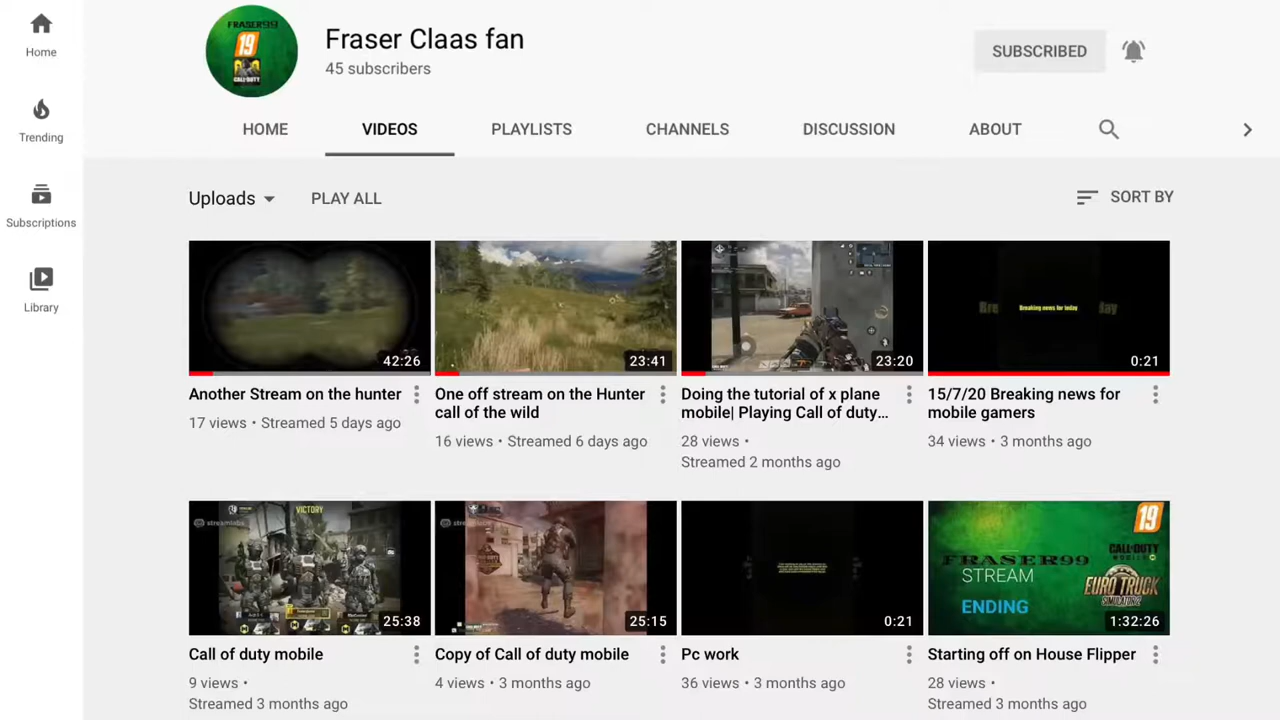 Home
Trending
Subscriptions
Library
FRASER99
19
CALL OF DUTY
Fraser Claas fan
45 subscribers
SUBSCRIBED
HOME
VIDEOS
PLAYLISTS
CHANNELS
DISCUSSION
ABOUT
Uploads
PLAY ALL
SORT BY
42:26
23:41
23:20
Breaking news for today
0:21
Another Stream on the hunter
17 views • Streamed 5 days ago
One off stream on the Hunter
call of the wild
16 views • Streamed 6 days ago
Doing the tutorial of x plane
mobile| Playing Call of duty...
28 views •
Streamed 2 months ago
15/7/20 Breaking news for
mobile gamers
34 views • 3 months ago
streamlabs
VICTORY
25:38
25:15
0:21
19
FRASER99
STREAM
ENDING
CALL·DUTY
MOBILE
EURO TRUCK
SIMULATOR 2
1:32:26
Call of duty mobile
9 views •
Streamed 3 months ago
Copy of Call of duty mobile
4 views • 3 months ago
Pc work
36 views • 3 months ago
Starting off on House Flipper
28 views •
Streamed 3 months ago